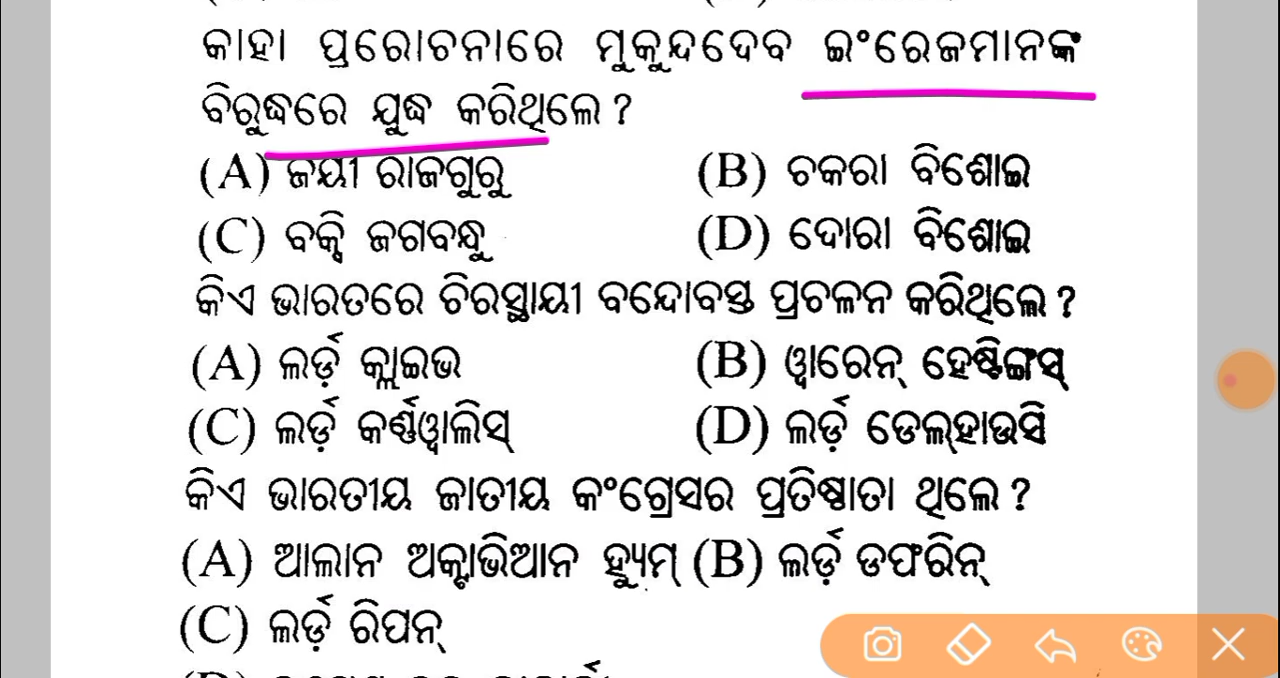 କାହା ପ୍ରରୋଚନାରେ ମୁକୁନ୍ଦଦେବ ଇଂରେଜମାନଙ୍କ
ବିରୁଦ୍ଧରେ ଯୁଦ୍ଧ କରିଥିଲେ ?
(A) ଜୟୀ ରାଜଗୁରୁ (B) ଚକରା ବିଶୋଇ
(C) ବକ୍ସି ଜଗବନ୍ଧୁ (D) ଦୋରା ବିଶୋଇ
କିଏ ଭାରତରେ ଚିରସ୍ଥାୟୀ ବନ୍ଦୋବସ୍ତ ପ୍ରଚଳନ କରିଥିଲେ ?
(A) ଲର୍ଡ଼ କ୍ଲାଇଭ (B) ୱାରେନ୍ ହେଷ୍ଟିଙ୍ଗସ୍
(C) ଲର୍ଡ଼ କର୍ଣ୍ଣୱାଲିସ୍ (D) ଲର୍ଡ଼ ଡେଲ୍‌ହାଉସି
କିଏ ଭାରତୀୟ ଜାତୀୟ କଂଗ୍ରେସର ପ୍ରତିଷ୍ଠାତା ଥିଲେ ?
(A) ଆଲାନ ଅକ୍ଟାଭିଆନ ହ୍ୟୁମ୍ (B) ଲର୍ଡ଼ ଡଫରିନ୍
(C) ଲର୍ଡ଼ ରିପନ୍